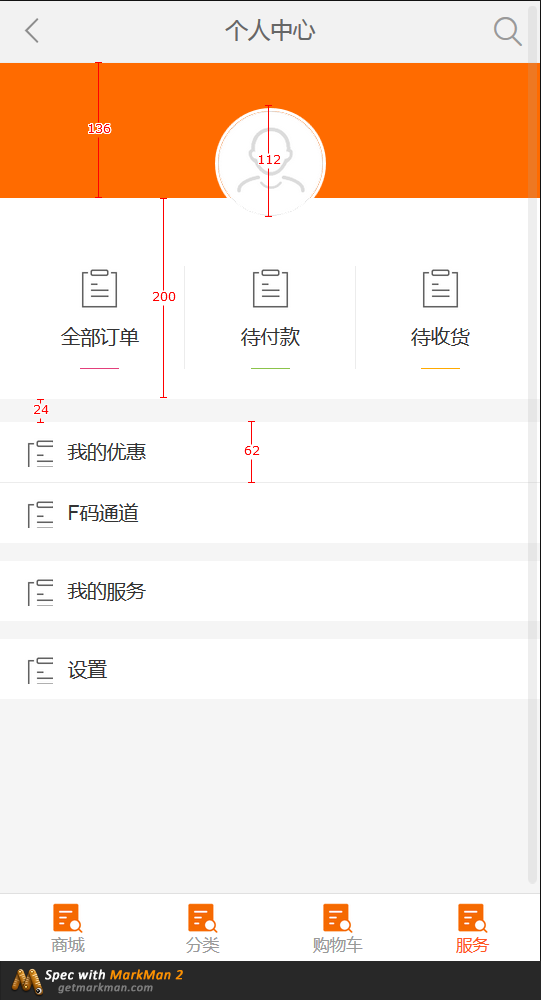 个人中心
136
112
200
全部订单
待付款
待收货
24
我的优惠
62
F码通道
我的服务
设置
商城
分类
购物车
服务
Spec with MarkMan 2
getmarkman.com